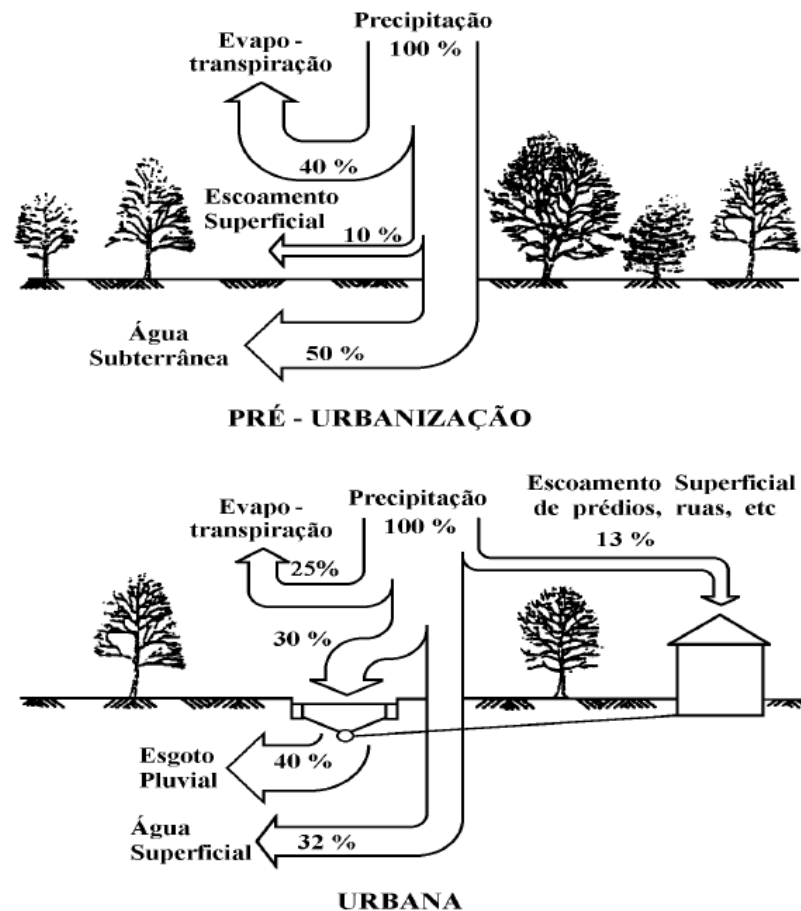 Precipitação
100 %
Evapo -
transpiração
40 %
Escoamento
Superficial
10 %
Água
Subterrânea
50 %
PRÉ - URBANIZAÇÃO
Escoamento Superficial
de prédios, ruas, etc
13 %
Precipitação
100 %
Evapo -
transpiração
25%
30 %
Esgoto
Pluvial
40 %
Água
Superficial
32 %
URBANA